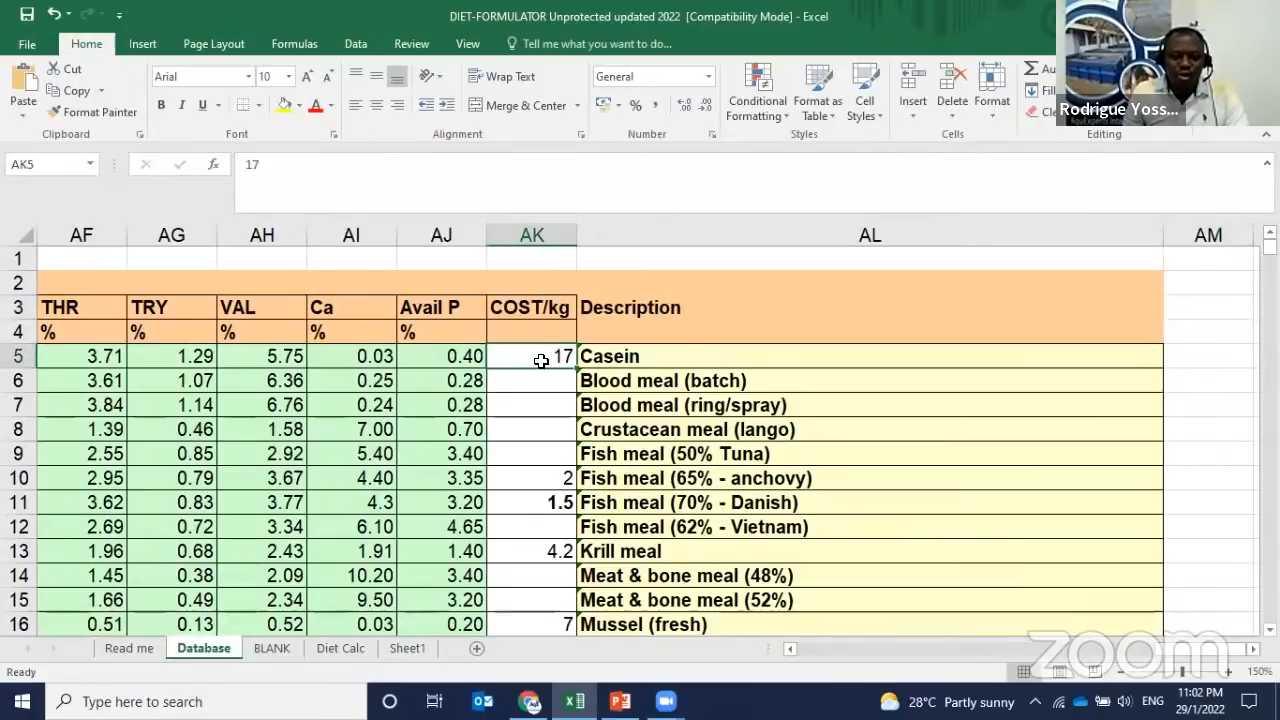 DIET-FORMULATOR Unprotected updated 2022 [Compatibility Mode] - Excel
File Home Insert Page Layout Formulas Data Review View Tell me what you want to do...
Paste
Cut
Copy
Format Painter
Clipboard
Arial 10
B I U
Font
Wrap Text
Merge & Center
Alignment
General
Number
Conditional Formatting
Format as Table
Cell Styles
Styles
Insert Delete Format
Cells
Editing
Rodrigue Yoss...
AK5 fx 17
AF AG AH AI AJ AK AL AM
1
2
3 THR TRY VAL Ca Avail P COST/kg Description
4 % % % % %
5 3.71 1.29 5.75 0.03 0.40 17 Casein
6 3.61 1.07 6.36 0.25 0.28 Blood meal (batch)
7 3.84 1.14 6.76 0.24 0.28 Blood meal (ring/spray)
8 1.39 0.46 1.58 7.00 0.70 Crustacean meal (lango)
9 2.55 0.85 2.92 5.40 3.40 Fish meal (50% Tuna)
10 2.95 0.79 3.67 4.40 3.35 2 Fish meal (65% - anchovy)
11 3.62 0.83 3.77 4.3 3.20 1.5 Fish meal (70% - Danish)
12 2.69 0.72 3.34 6.10 4.65 Fish meal (62% - Vietnam)
13 1.96 0.68 2.43 1.91 1.40 4.2 Krill meal
14 1.45 0.38 2.09 10.20 3.40 Meat & bone meal (48%)
15 1.66 0.49 2.34 9.50 3.20 Meat & bone meal (52%)
16 0.51 0.13 0.52 0.03 0.20 7 Mussel (fresh)
Read me Database BLANK Diet Calc Sheet1
zoom
Ready 150%
Type here to search
28°C Partly sunny
ENG
11:02 PM
29/1/2022